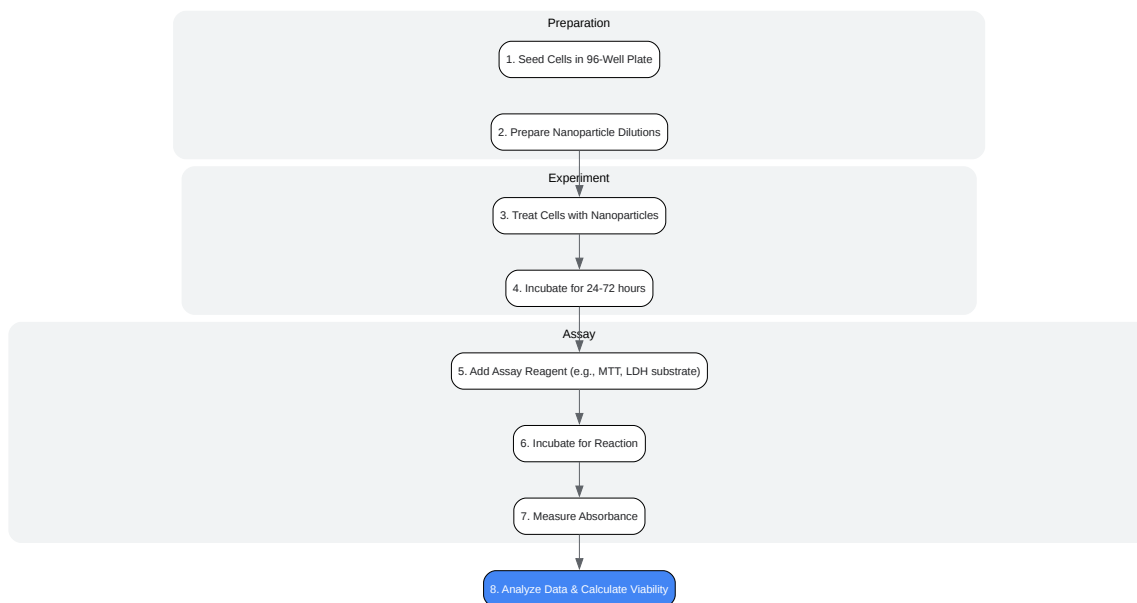 Preparation
1. Seed Cells in 96-Well Plate
2. Prepare Nanoparticle Dilutions
Experiment
3. Treat Cells with Nanoparticles
4. Incubate for 24-72 hours
Assay
5. Add Assay Reagent (e.g., MTT, LDH substrate)
6. Incubate for Reaction
7. Measure Absorbance
8. Analyze Data & Calculate Viability